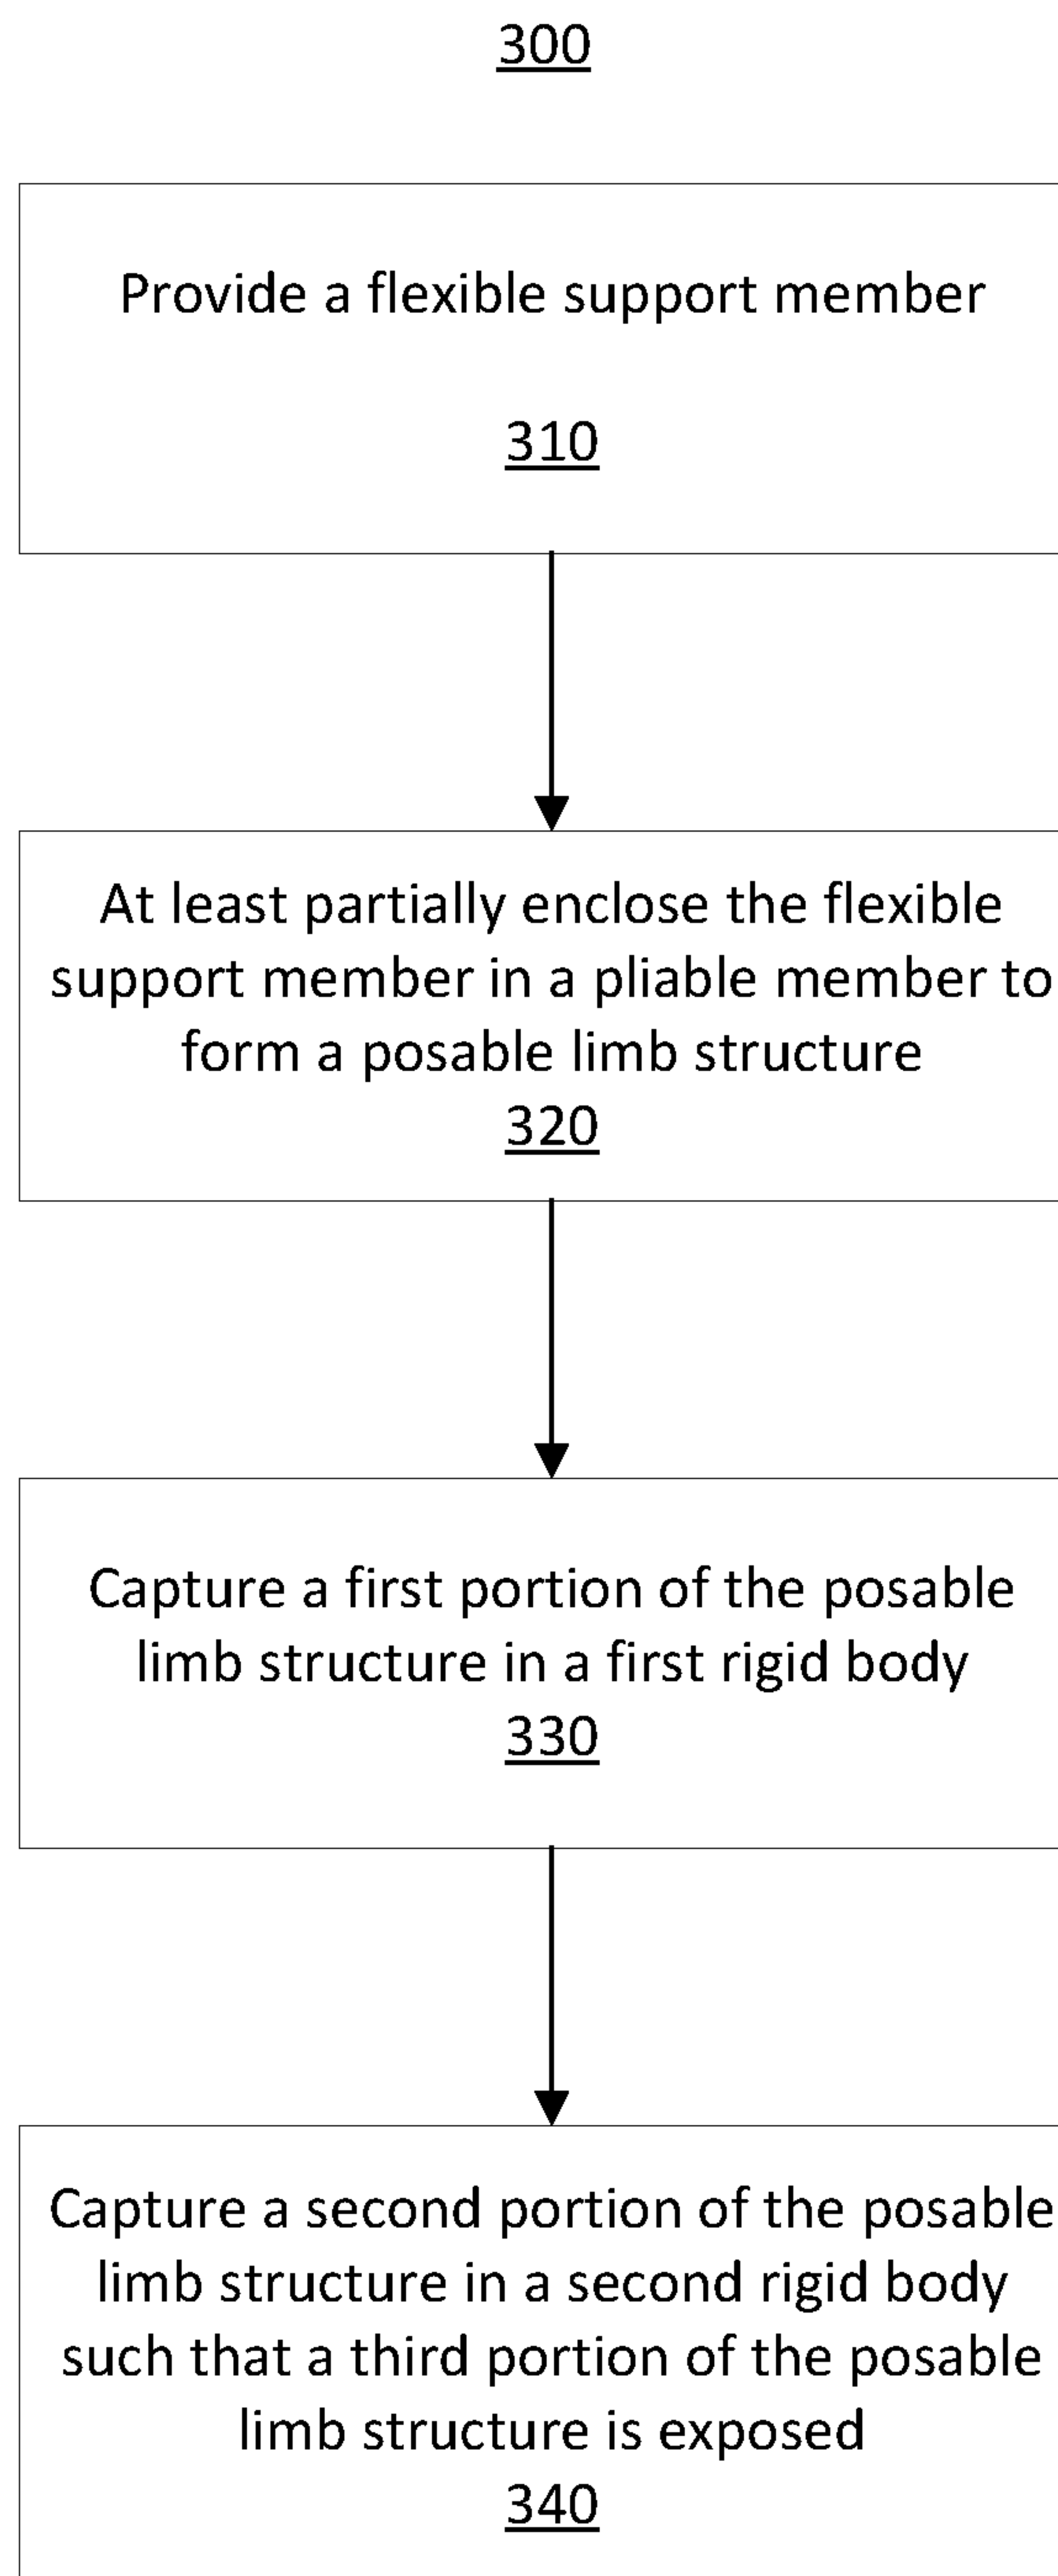 300
Provide a flexible support member
310
At least partially enclose the flexible
support member in a pliable member to
form a posable limb structure
320
Capture a first portion of the posable
limb structure in a first rigid body
330
Capture a second portion of the posable
limb structure in a second rigid body
such that a third portion of the posable
limb structure is exposed
340